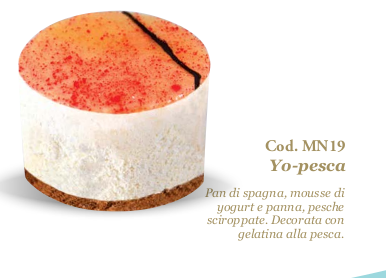 Cod. MN19
Yo-pesca
Pan di spagna, mousse di
yogurt e panna, pesche
sciroppate. Decorata con
gelatina alla pesca.